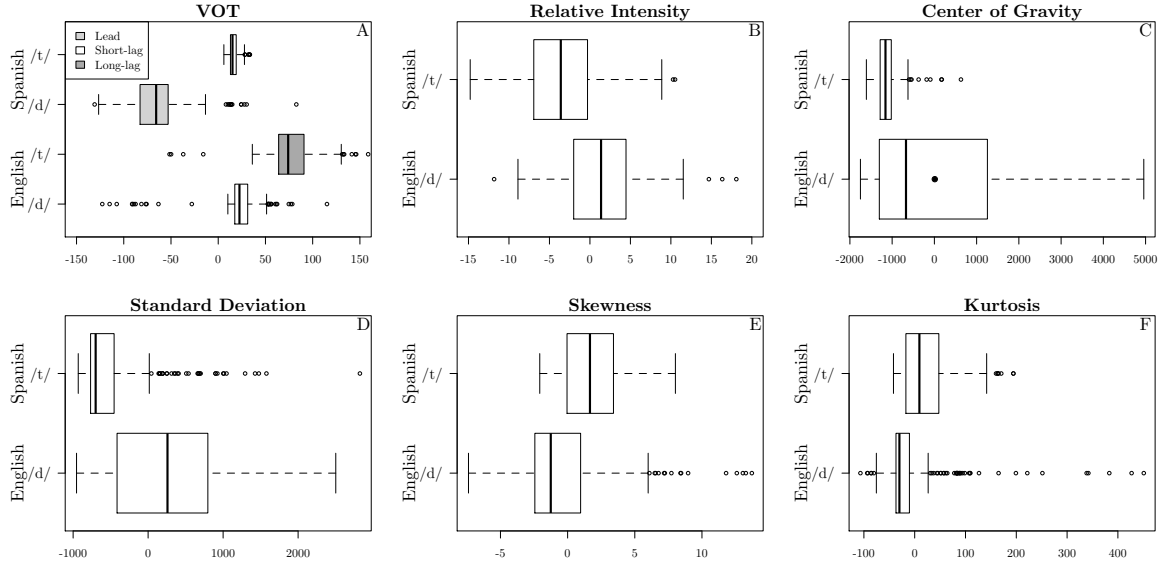 VOT
A
Lead
Short-lag
Long-lag
Spanish
/t/
/d/
English
/t/
/d/
-150 -100 -50 0 50 100 150
Relative Intensity
B
Spanish
/t/
English
/d/
-15 -10 -5 0 5 10 15 20
Center of Gravity
C
Spanish
/t/
English
/d/
-2000 -1000 0 1000 2000 3000 4000 5000
Standard Deviation
D
Spanish
/t/
English
/d/
-1000 0 1000 2000
Skewness
E
Spanish
/t/
English
/d/
-5 0 5 10
Kurtosis
F
Spanish
/t/
English
/d/
-100 0 100 200 300 400